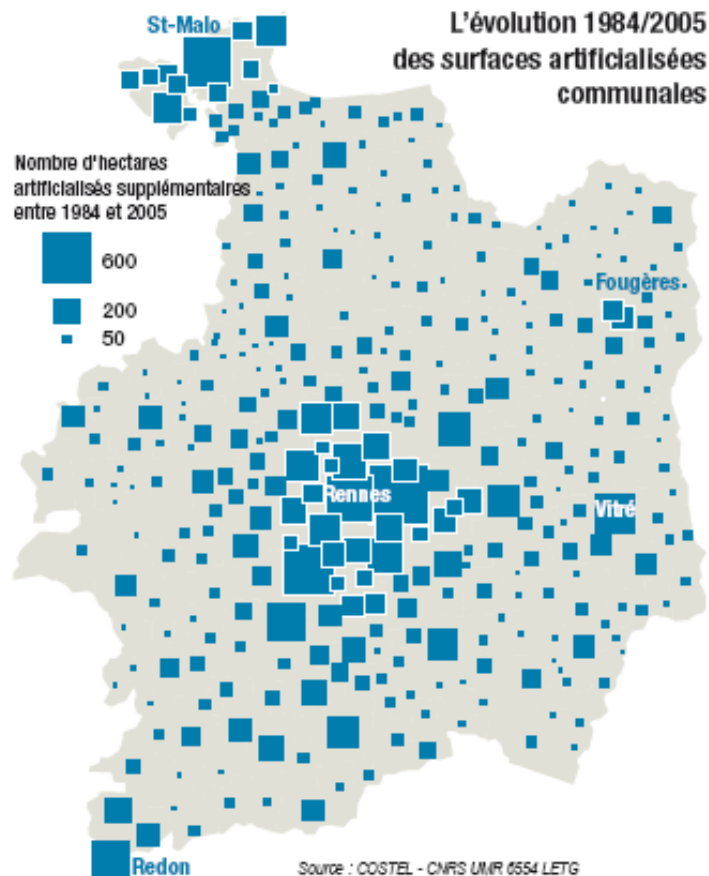 St-Malo
L'évolution 1984/2005
des surfaces artificialisées
communales
Nombre d'hectares
artificialisés supplémentaires
entre 1984 et 2005
600
200
50
Fougères
Rennes
Vitré
Redon
Source : COSTEL - CNRS UMR 6554 LETG